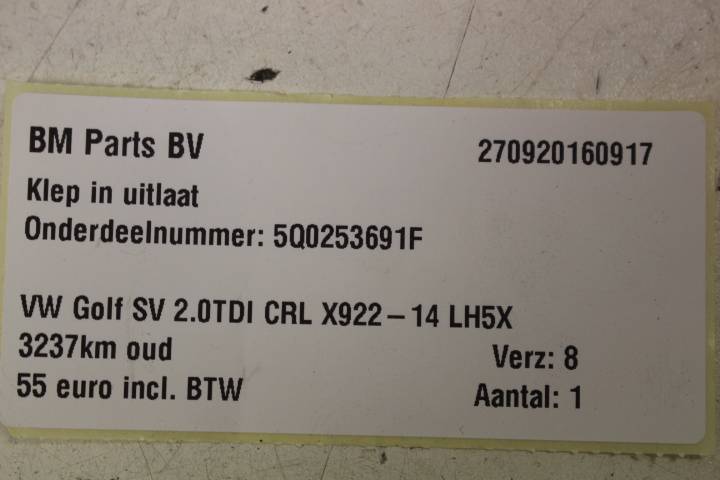 BM Parts BV 270920160917
Klep in uitlaat
Onderdeelnummer: 5Q0253691F
VW Golf SV 2.0TDI CRL X922-14 LH5X
3237km oud Verz: 8
55 euro incl. BTW Aantal: 1